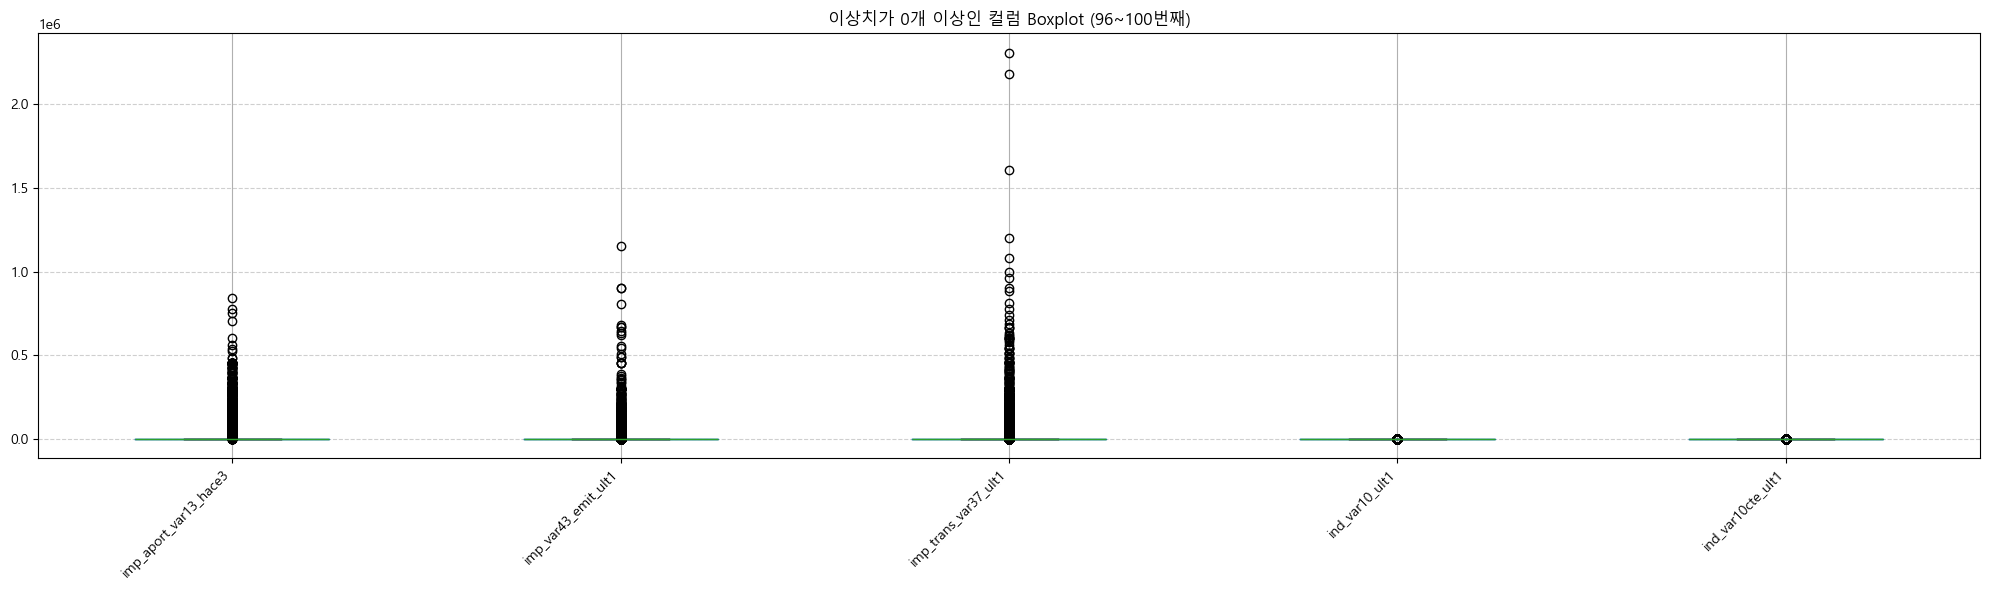 이상치가 0개 이상인 컬럼 Boxplot (96~100번째)
1e6
2.0
1.5
1.0
0.5
0.0
imp_aport_var13_hace3
imp_var43_emit_ult1
imp_trans_var37_ult1
ind_var10_ult1
ind_var10cte_ult1